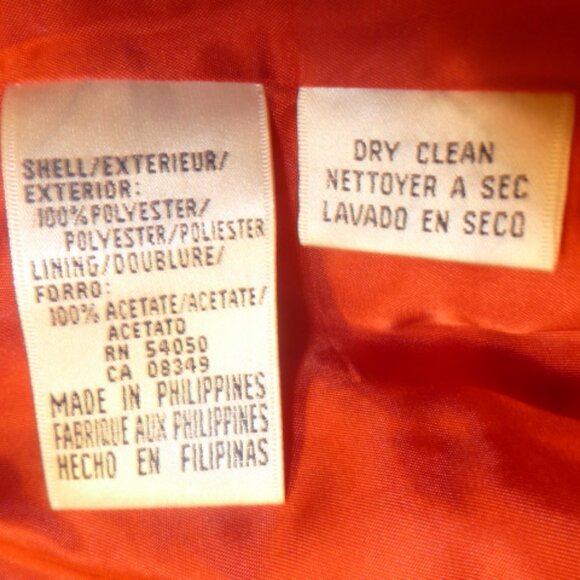 SHELL/EXTERIEUR/
EXTERIOR:
100% POLYESTER/
POLYESTER/POLIESTER
LINING/DOUBLURE/
FORRO:
100% ACETATE/ACETATE/
ACETATO
RN 54050
CA 08349
MADE IN PHILIPPINES
FABRIQUE AUX PHILIPPINES
HECHO EN FILIPINAS
DRY CLEAN
NETTOYER A SEC
LAVADO EN SECO